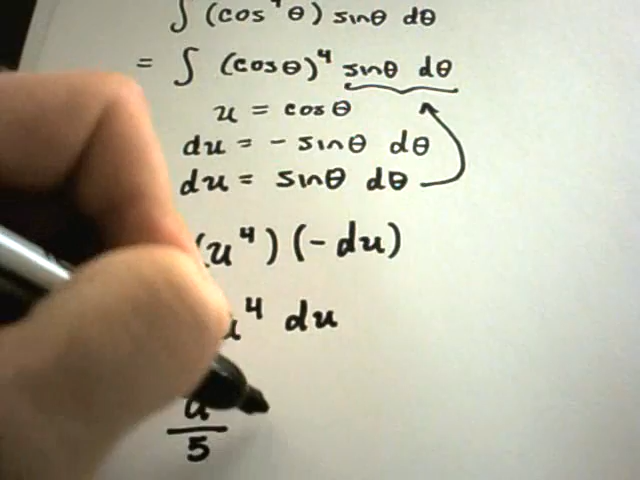 ∫ (cos⁴θ) sinθ dθ
= ∫ (cosθ)⁴ sinθ dθ
u = cosθ
du = - sinθ dθ
du = sinθ dθ
(u⁴)(-du)
u⁴ du
u
5